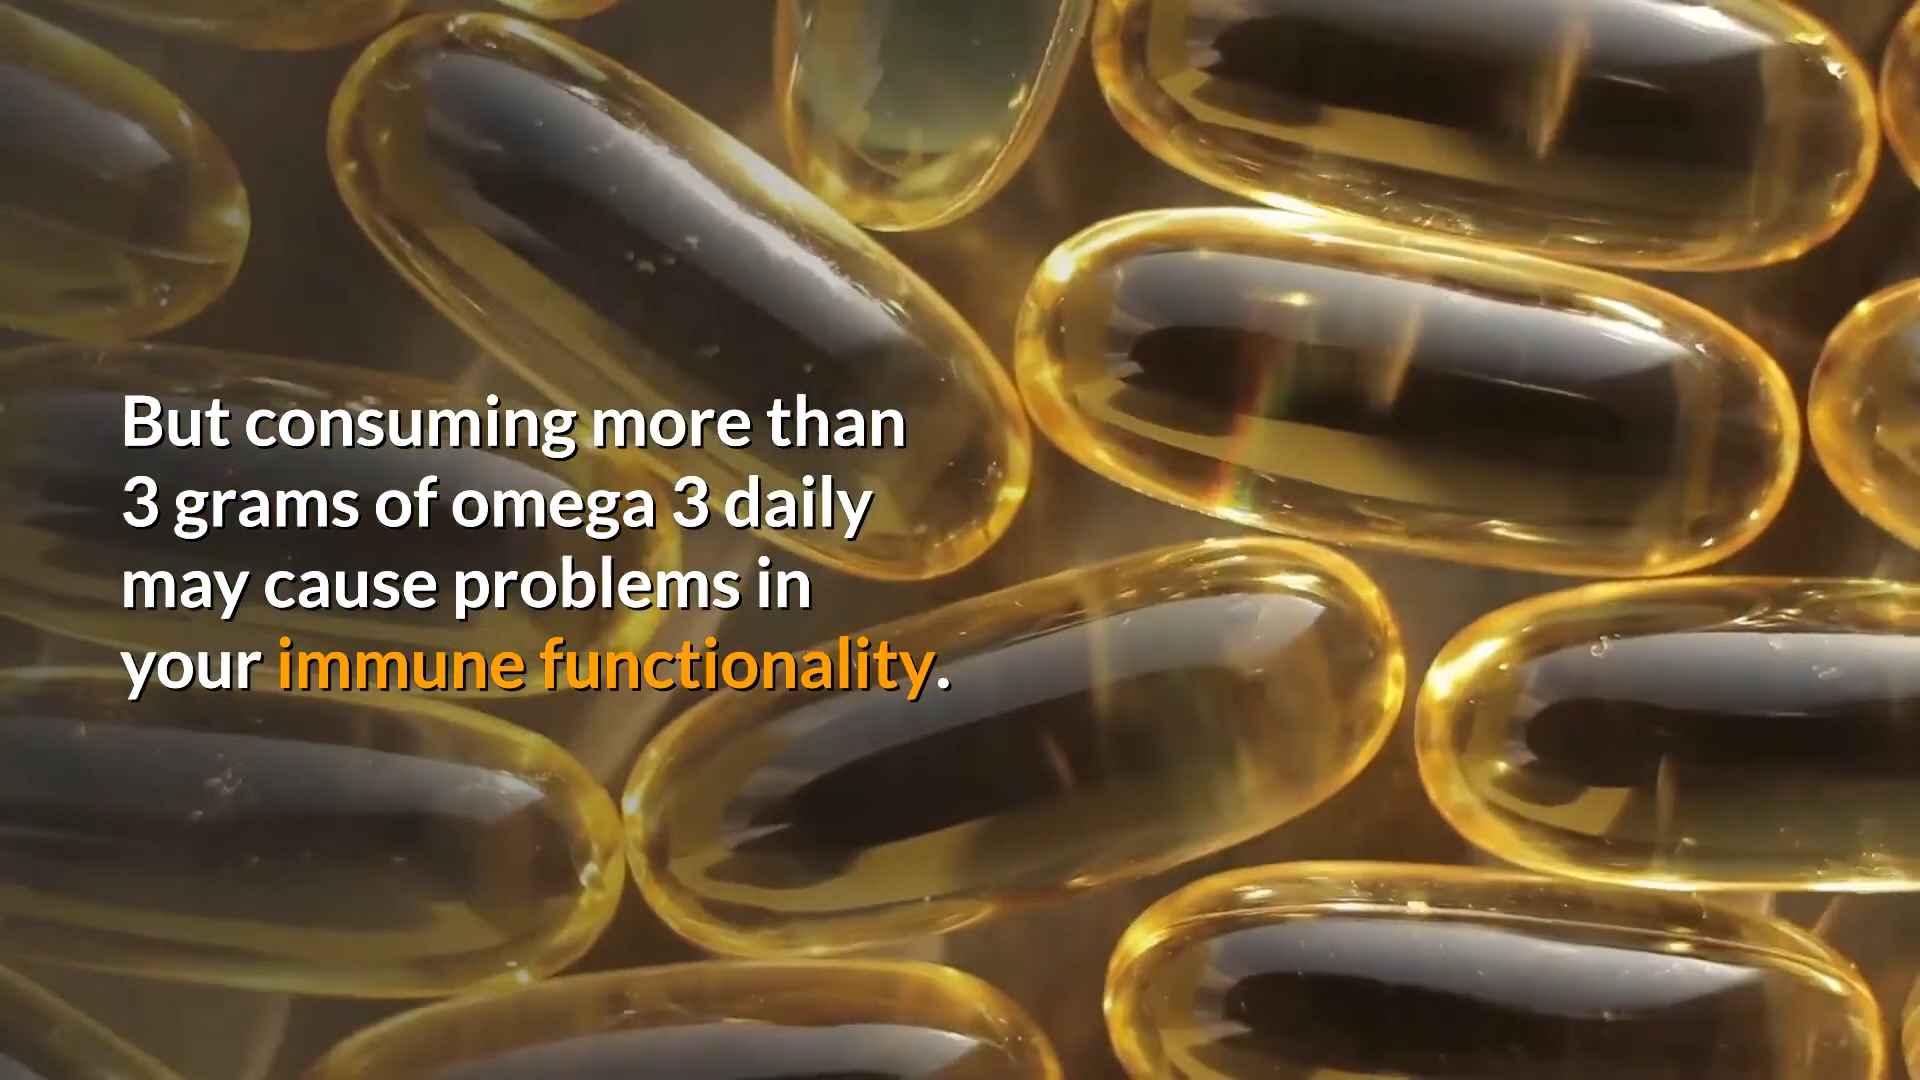 But consuming more than
3 grams of omega 3 daily
may cause problems in
your immune functionality.